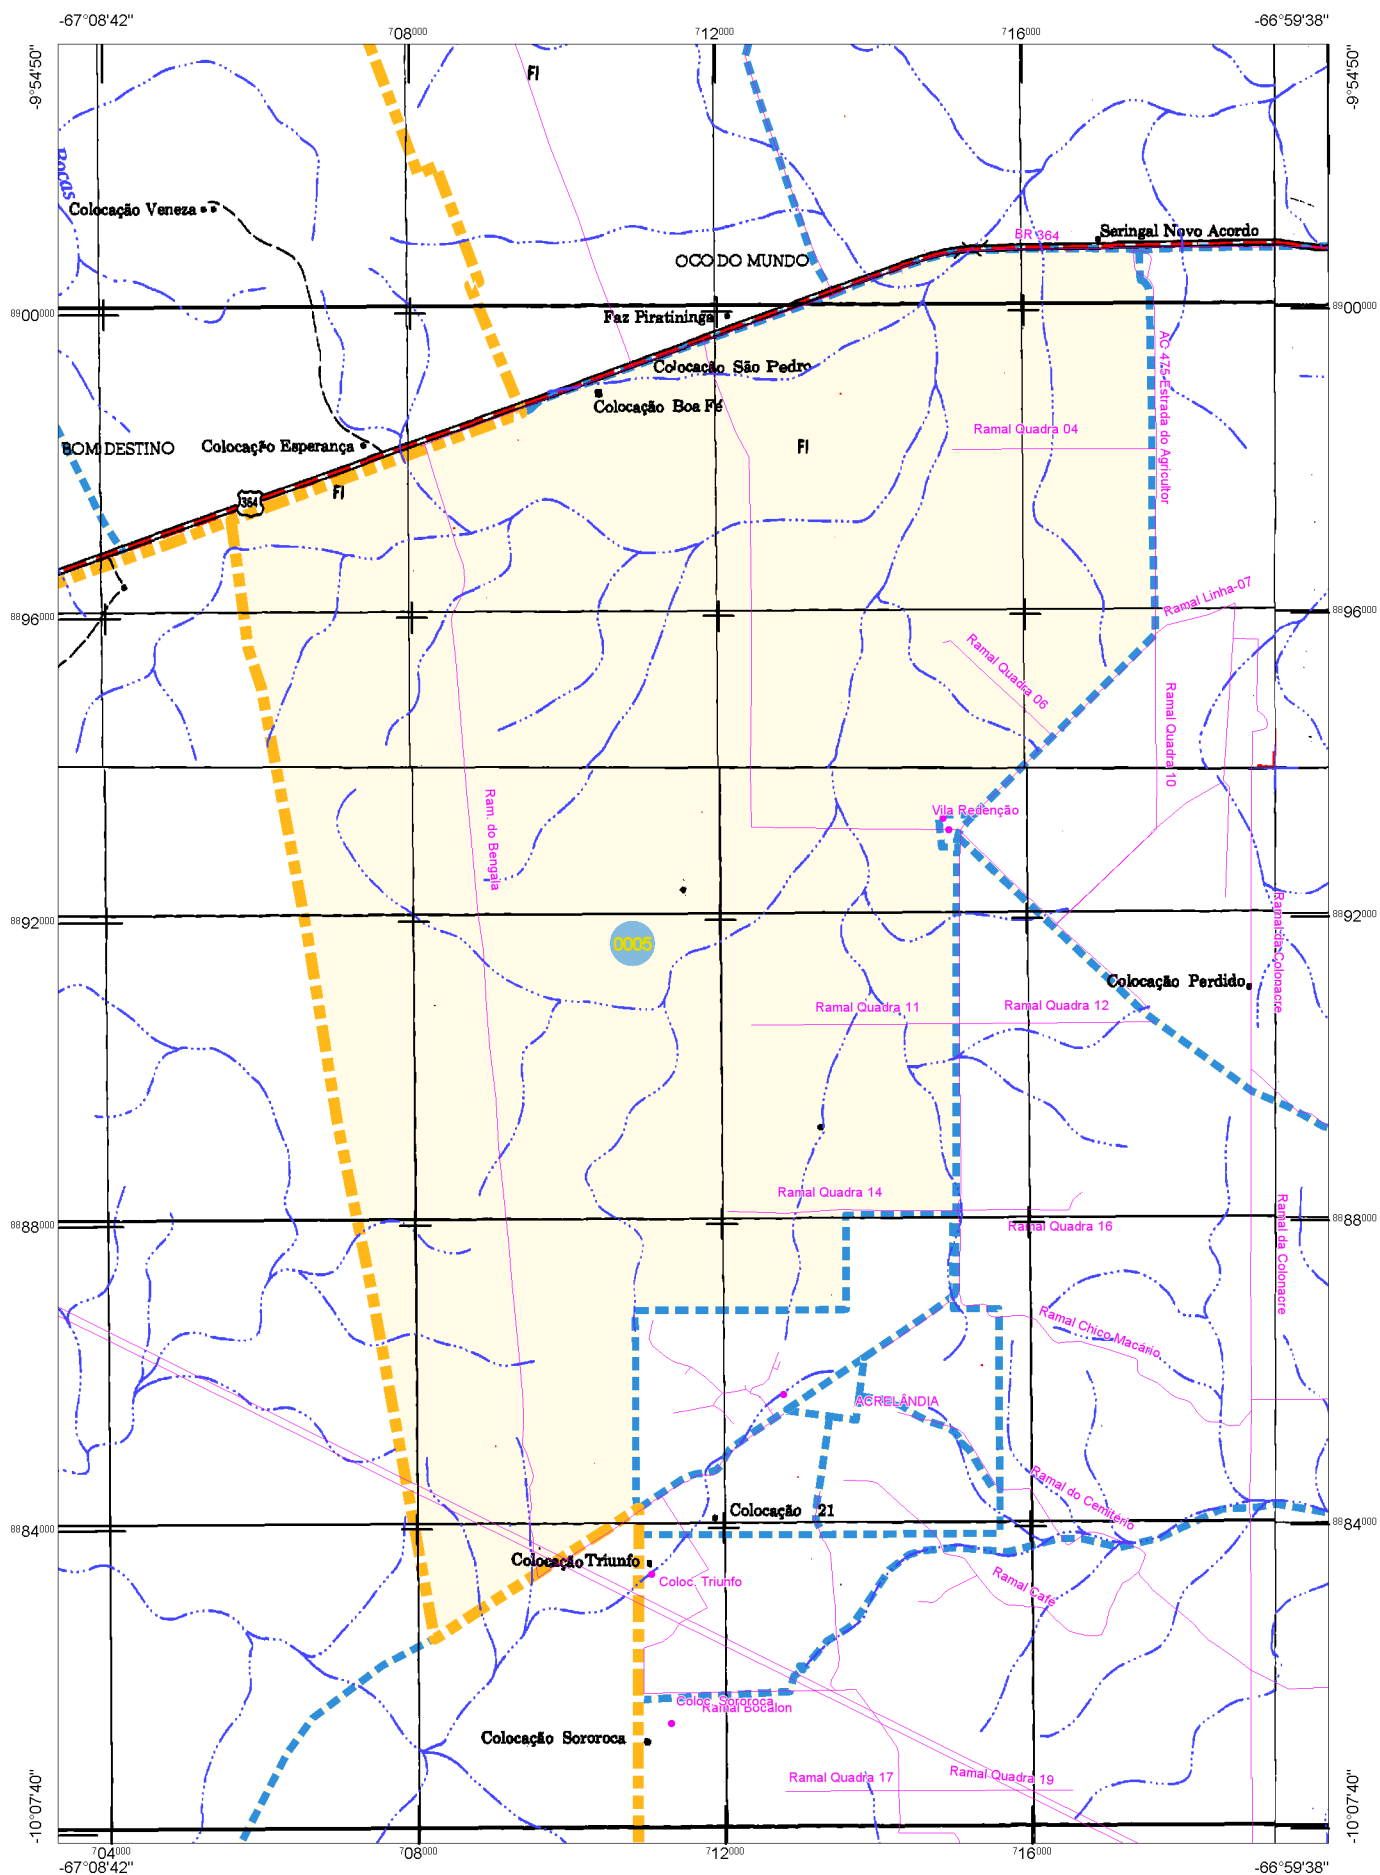 -67°08'42"
-66°59'38"
708000
712000
716000
-9°54'50"
-9°54'50"
FI
Bocas
Colocação Veneza
Seringal Novo Acordo
BR 364
OCO DO MUNDO
8900000
8900000
Faz Piratininga
Colocação São Pedro
Colocação Boa Fé
AC 475-Estrada do Agricultor
Ramal Quadra 04
BOM DESTINO
Colocação Esperança
FI
FI
364
Ramal Linha-07
8896000
8896000
Ramal Quadra 06
Ramal Quadra 10
Ram. do Bengala
Vila Redenção
8892000
8892000
0005
Ramal da Colonacre
Colocação Perdido
Ramal Quadra 11
Ramal Quadra 12
Ramal Quadra 14
8888000
8888000
Ramal Quadra 16
Ramal da Colonacre
Ramal Chico Macário
ACRELÂNDIA
Ramal do Cemitério
Colocação 21
8884000
8884000
Colocação Triunfo
Coloc. Triunfo
Ramal Café
Coloc. Sororoca
Ramal Bocalon
Colocação Sororoca
Ramal Quadra 17
Ramal Quadra 19
-10°07'40"
-10°07'40"
704000
708000
712000
716000
-67°08'42"
-66°59'38"